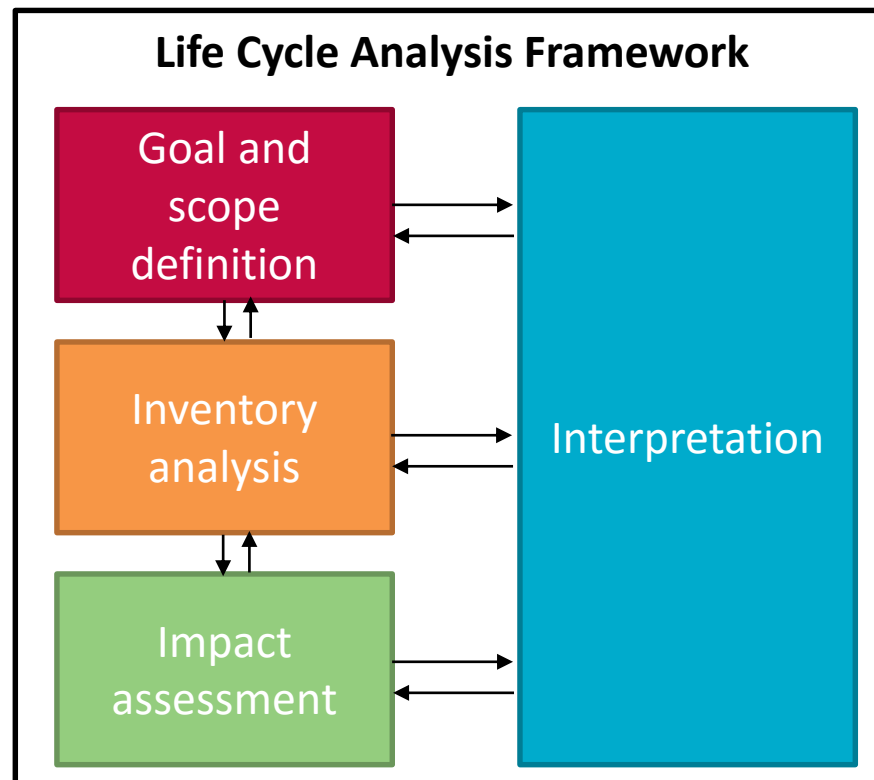 Life Cycle Analysis Framework
Goal and
scope
definition
Inventory
analysis
Interpretation
Impact
assessment